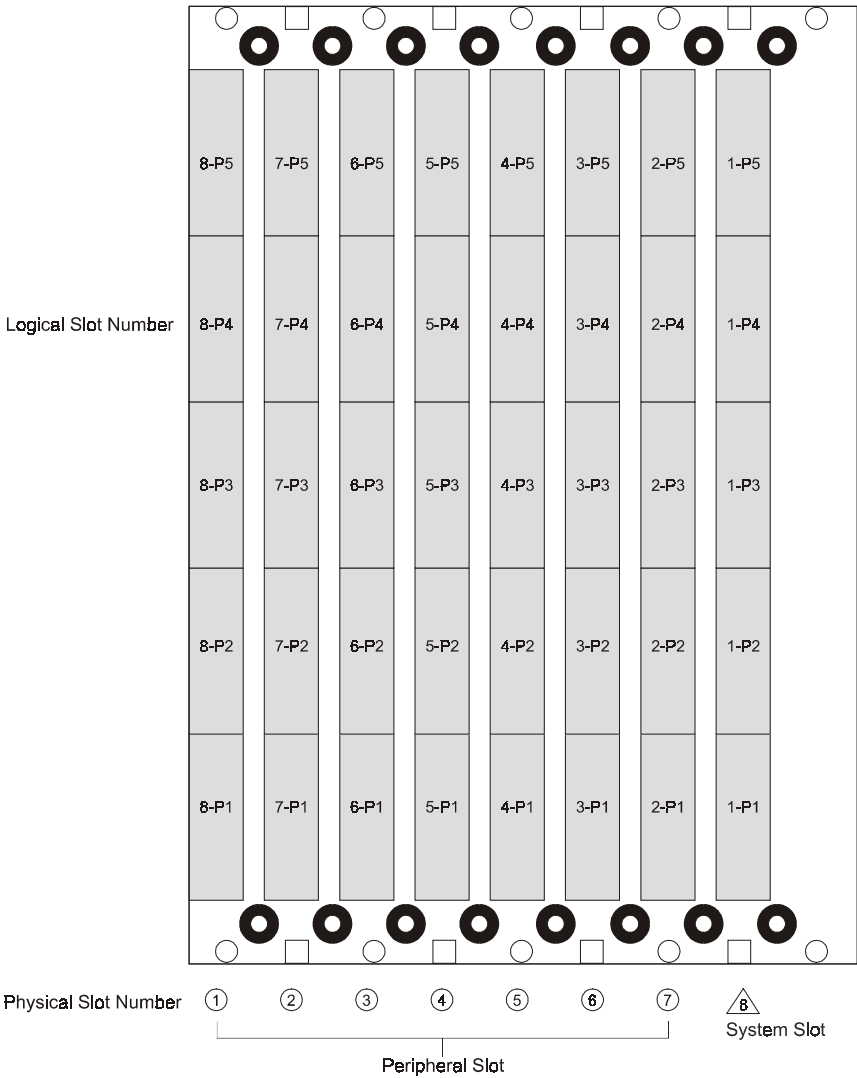 8-P5 7-P5 6-P5 5-P5 4-P5 3-P5 2-P5 1-P5
Logical Slot Number 8-P4 7-P4 6-P4 5-P4 4-P4 3-P4 2-P4 1-P4
8-P3 7-P3 6-P3 5-P3 4-P3 3-P3 2-P3 1-P3
8-P2 7-P2 6-P2 5-P2 4-P2 3-P2 2-P2 1-P2
8-P1 7-P1 6-P1 5-P1 4-P1 3-P1 2-P1 1-P1
Physical Slot Number 1 2 3 4 5 6 7 8
System Slot
Peripheral Slot